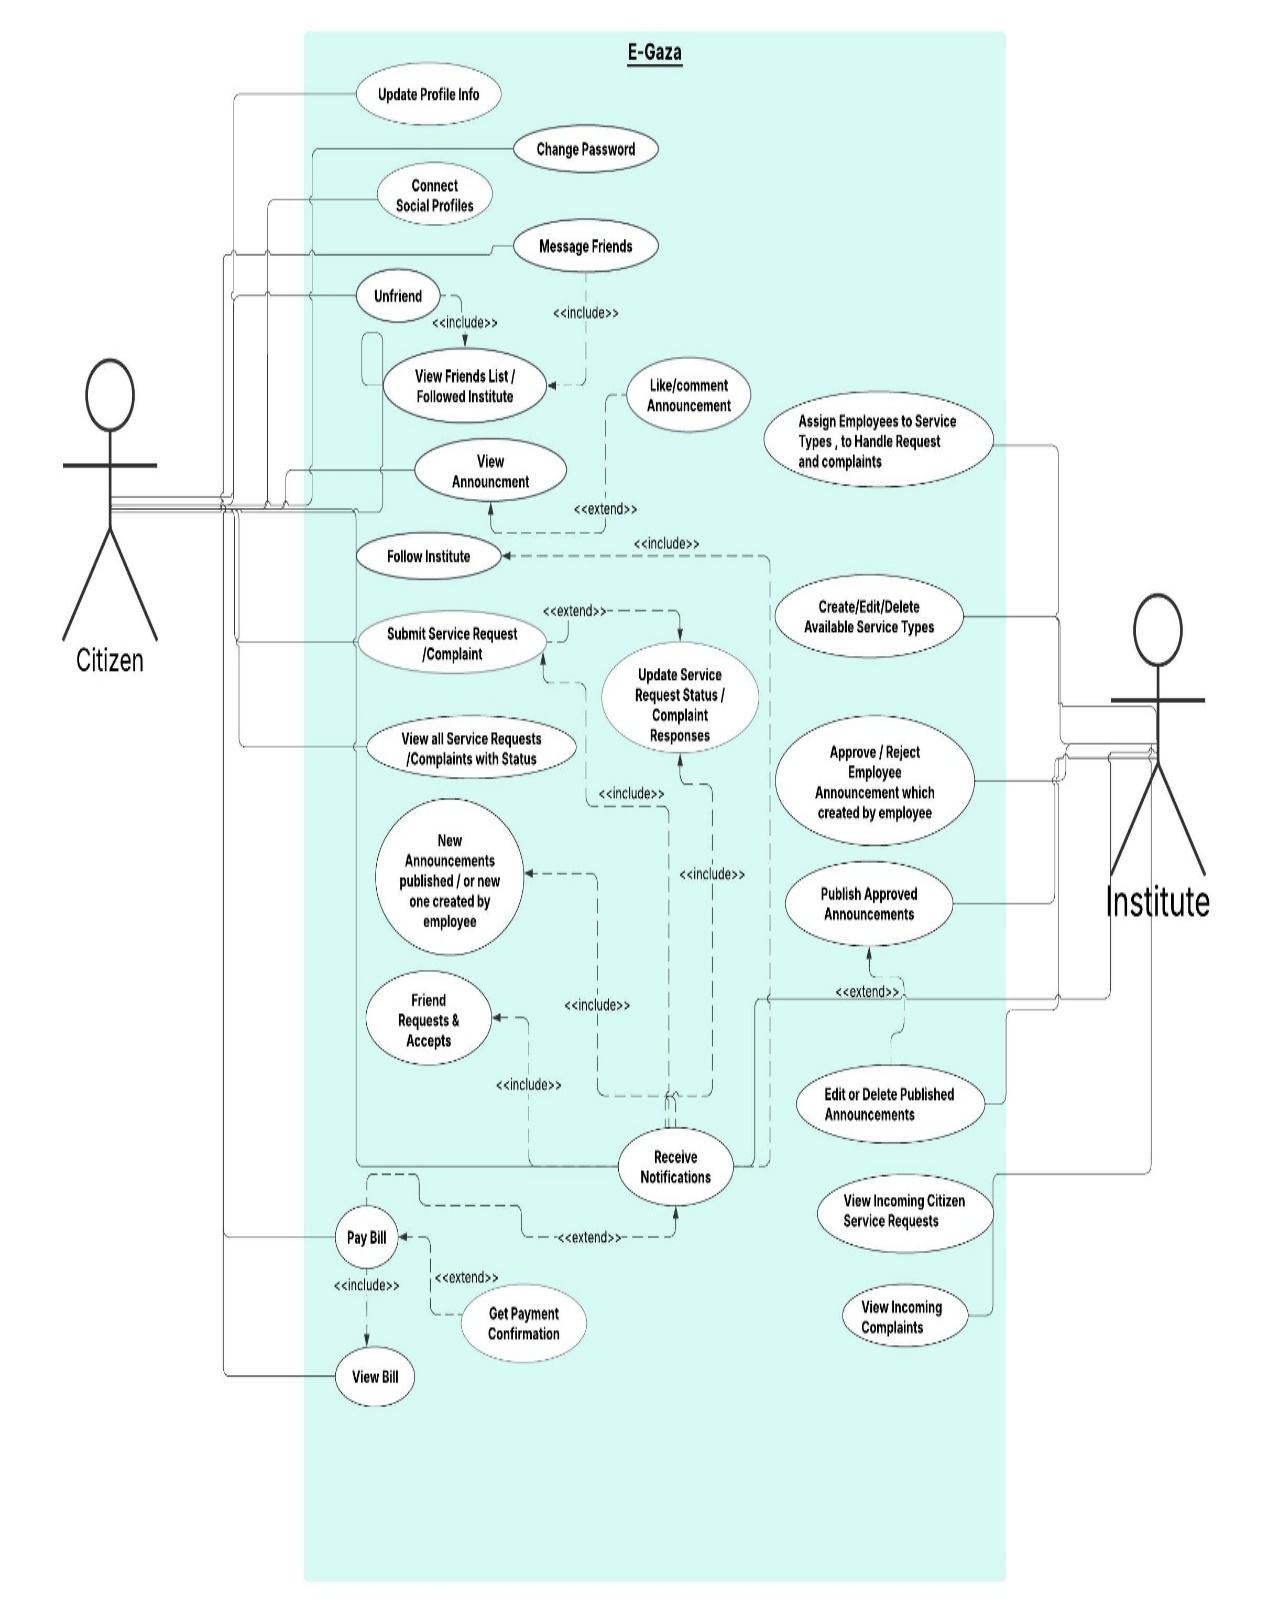 E-Gaza
Update Profile Info
Change Password
Connect
Social Profiles
Message Friends
Unfriend
<<include>>
<<include>>
View Friends List /
Followed Institute
Like/comment
Announcement
Assign Employees to Service
Types , to Handle Request
and complaints
View
Announcment
<<extend>>
<<include>>
Follow Institute
Citizen
<<extend>>
Submit Service Request
/Complaint
Create/Edit/Delete
Available Service Types
Update Service
Request Status /
Complaint
Responses
View all Service Requests
/Complaints with Status
Approve / Reject
Employee
Announcement which
created by employee
<<include>>
New
Announcements
published / or new
one created by
employee
<<include>>
Publish Approved
Announcements
Institute
<<extend>>
<<include>>
Friend
Requests &
Accepts
<<include>>
Edit or Delete Published
Announcements
Receive
Notifications
View Incoming Citizen
Service Requests
Pay Bill
<<extend>>
<<include>>
<<extend>>
Get Payment
Confirmation
View Incoming
Complaints
View Bill